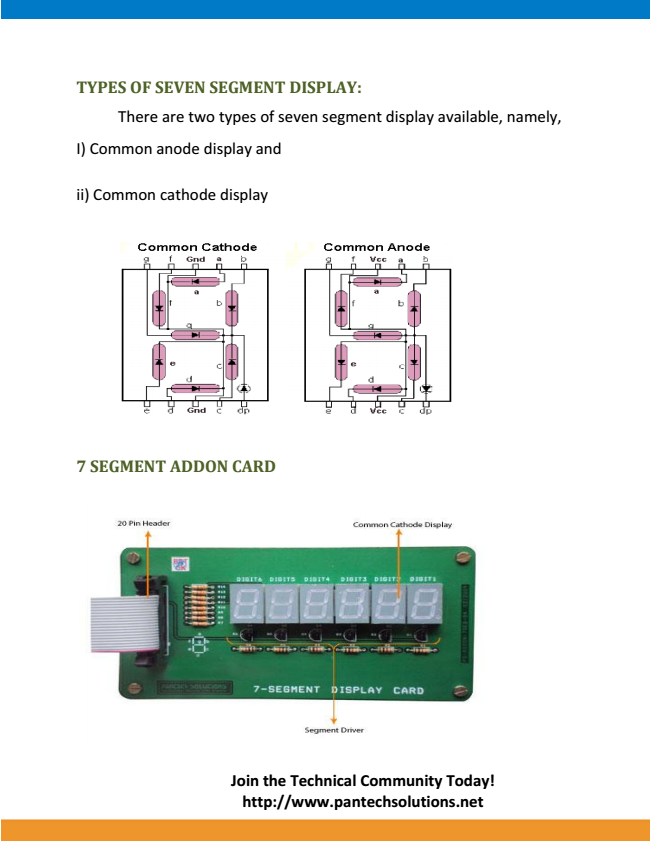 TYPES OF SEVEN SEGMENT DISPLAY:
There are two types of seven segment display available, namely,
I) Common anode display and
ii) Common cathode display
Common Cathode
g f Gnd a b
a
f b
g
e c
d
e d Gnd c dp
Common Anode
g f Vcc a b
a
f b
g
e c
d
e d Vcc c dp
7 SEGMENT ADDON CARD
20 Pin Header
Common Cathode Display
DIGIT6 DIGIT5 DIGIT4 DIGIT3 DIGIT2 DIGIT1
PANTECH SOLUTIONS
7-SEGMENT DISPLAY CARD
Segment Driver
Join the Technical Community Today!
http://www.pantechsolutions.net